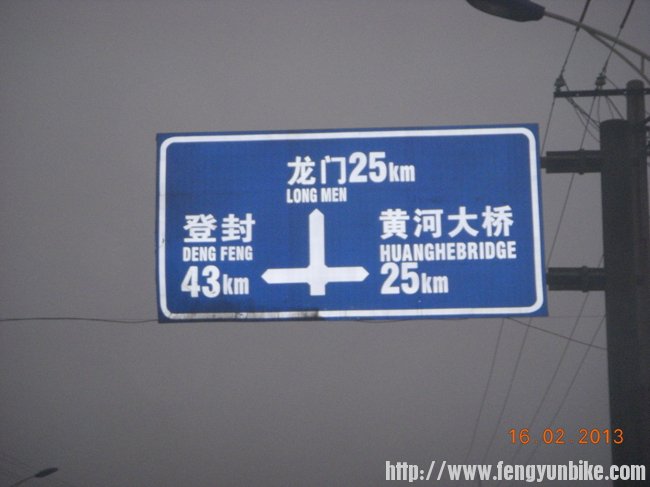 龙门25km
LONG MEN
登封
DENG FENG
43km
黄河大桥
HUANGHEBRIDGE
25km
16.02.2013
http://www.fengyunbike.com